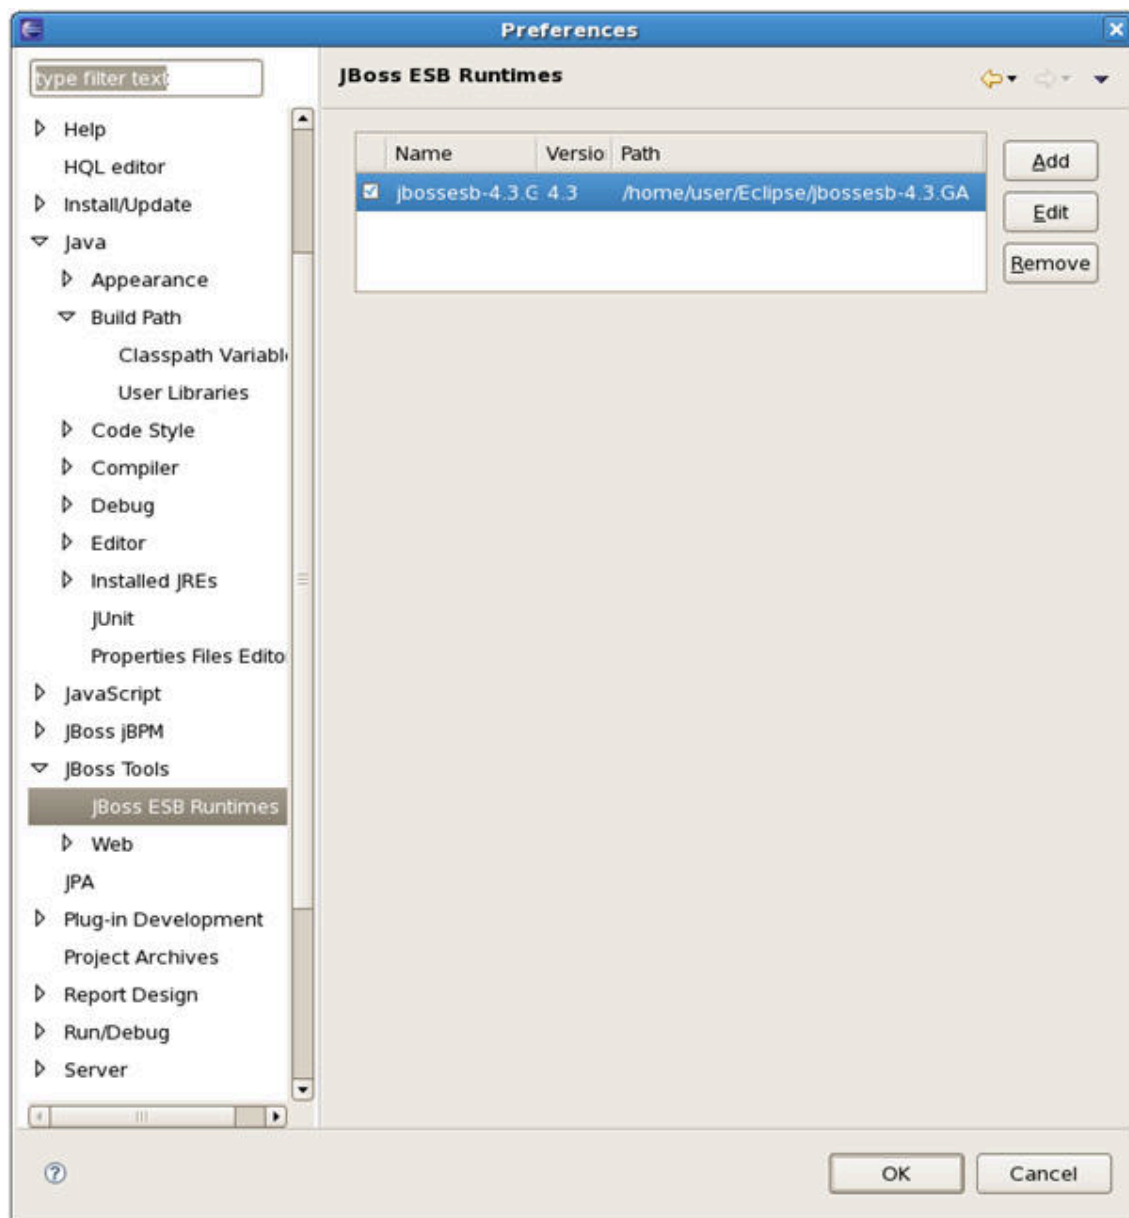 Preferences
type filter text
JBoss ESB Runtimes
Help
HQL editor
Install/Update
Java
Appearance
Build Path
Classpath Variabl
User Libraries
Code Style
Compiler
Debug
Editor
Installed JREs
JUnit
Properties Files Edito
JavaScript
JBoss jBPM
JBoss Tools
JBoss ESB Runtimes
Web
JPA
Plug-in Development
Project Archives
Report Design
Run/Debug
Server
Name Versio Path
jbossesb-4.3.G 4.3 /home/user/Eclipse/jbossesb-4.3.GA
Add
Edit
Remove
?
OK Cancel